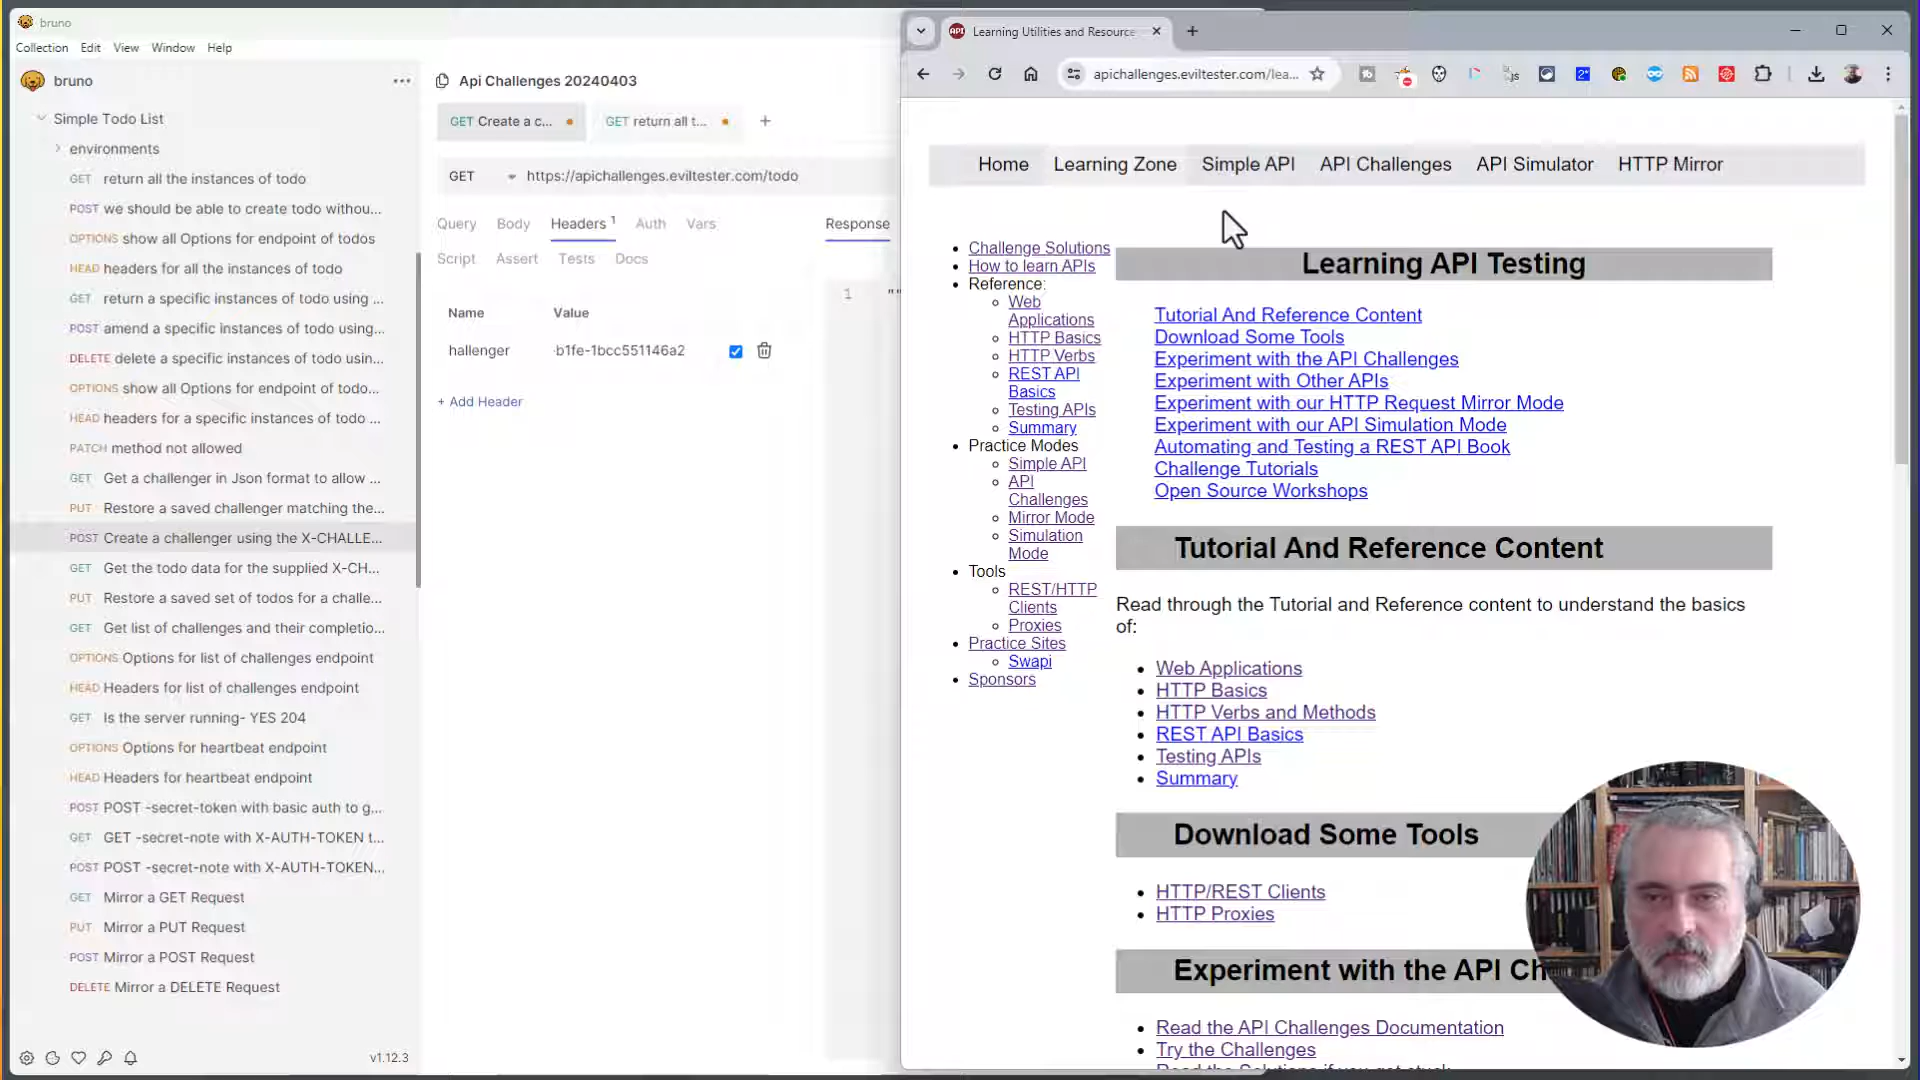 bruno
Collection Edit View Window Help
bruno
Simple Todo List
environments
GET return all the instances of todo
POST we should be able to create todo withou...
OPTIONS show all Options for endpoint of todos
HEAD headers for all the instances of todo
GET return a specific instances of todo using ...
POST amend a specific instances of todo using...
DELETE delete a specific instances of todo usin...
OPTIONS show all Options for endpoint of todo...
HEAD headers for a specific instances of todo ...
PATCH method not allowed
GET Get a challenger in Json format to allow ...
PUT Restore a saved challenger matching the...
POST Create a challenger using the X-CHALLE...
GET Get the todo data for the supplied X-CH...
PUT Restore a saved set of todos for a challe...
GET Get list of challenges and their completio...
OPTIONS Options for list of challenges endpoint
HEAD Headers for list of challenges endpoint
GET Is the server running- YES 204
OPTIONS Options for heartbeat endpoint
HEAD Headers for heartbeat endpoint
POST POST -secret-token with basic auth to g...
GET GET -secret-note with X-AUTH-TOKEN t...
POST POST -secret-note with X-AUTH-TOKEN...
GET Mirror a GET Request
PUT Mirror a PUT Request
POST Mirror a POST Request
DELETE Mirror a DELETE Request
v1.12.3
Api Challenges 20240403
GET Create a c...
GET return all t...
GET https://apichallenges.eviltester.com/todo
Query Body Headers 1 Auth Vars
Script Assert Tests Docs
Name Value
hallenger b1fe-1bcc551146a2
+ Add Header
Response
1 ""
API Learning Utilities and Resource
apichallenges.eviltester.com/lea...
Home Learning Zone Simple API API Challenges API Simulator HTTP Mirror
Challenge Solutions
How to learn APIs
Reference:
Web
Applications
HTTP Basics
HTTP Verbs
REST API
Basics
Testing APIs
Summary
Practice Modes
Simple API
API
Challenges
Mirror Mode
Simulation
Mode
Tools
REST/HTTP
Clients
Proxies
Practice Sites
Swapi
Sponsors
Learning API Testing
Tutorial And Reference Content
Download Some Tools
Experiment with the API Challenges
Experiment with Other APIs
Experiment with our HTTP Request Mirror Mode
Experiment with our API Simulation Mode
Automating and Testing a REST API Book
Challenge Tutorials
Open Source Workshops
Tutorial And Reference Content
Read through the Tutorial and Reference content to understand the basics
of:
Web Applications
HTTP Basics
HTTP Verbs and Methods
REST API Basics
Testing APIs
Summary
Download Some Tools
HTTP/REST Clients
HTTP Proxies
Experiment with the API Ch
Read the API Challenges Documentation
Try the Challenges
Read the Solutions if you get stuck